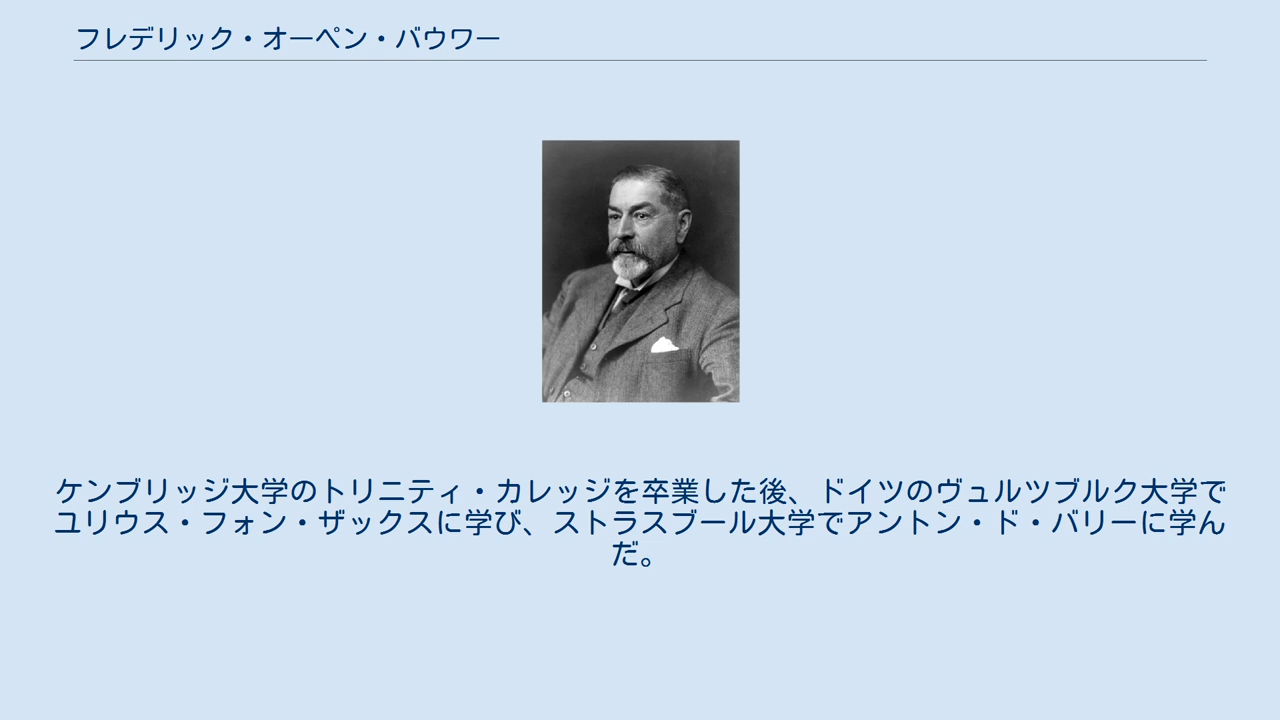 フレデリック・オーペン・バウワー
ケンブリッジ大学のトリニティ・カレッジを卒業した後、ドイツのヴュルツブルク大学で
ユリウス・フォン・ザックスに学び、ストラスブール大学でアントン・ド・バリーに学ん
だ。